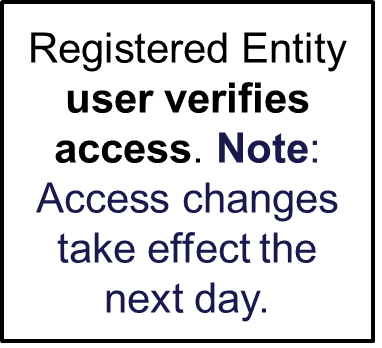 Registered Entity
user verifies
access. Note:
Access changes
take effect the
next day.